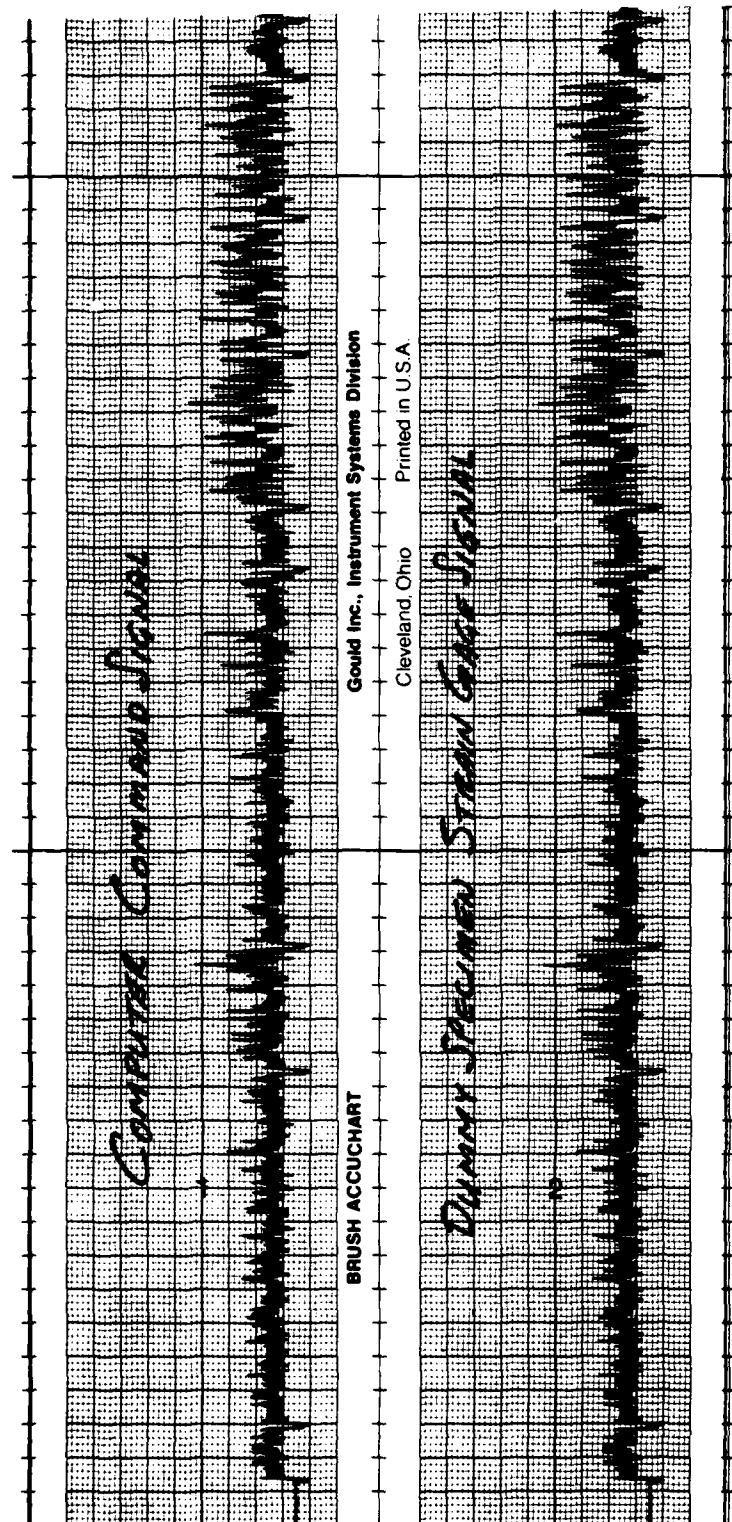 COMPUTER COMMAND SIGNAL
1
BRUSH ACCUCHART
Gould Inc., Instrument Systems Division
Cleveland, Ohio Printed in U.S.A.
DUMMY SPECIMEN STRAIN GAGE SIGNAL
2